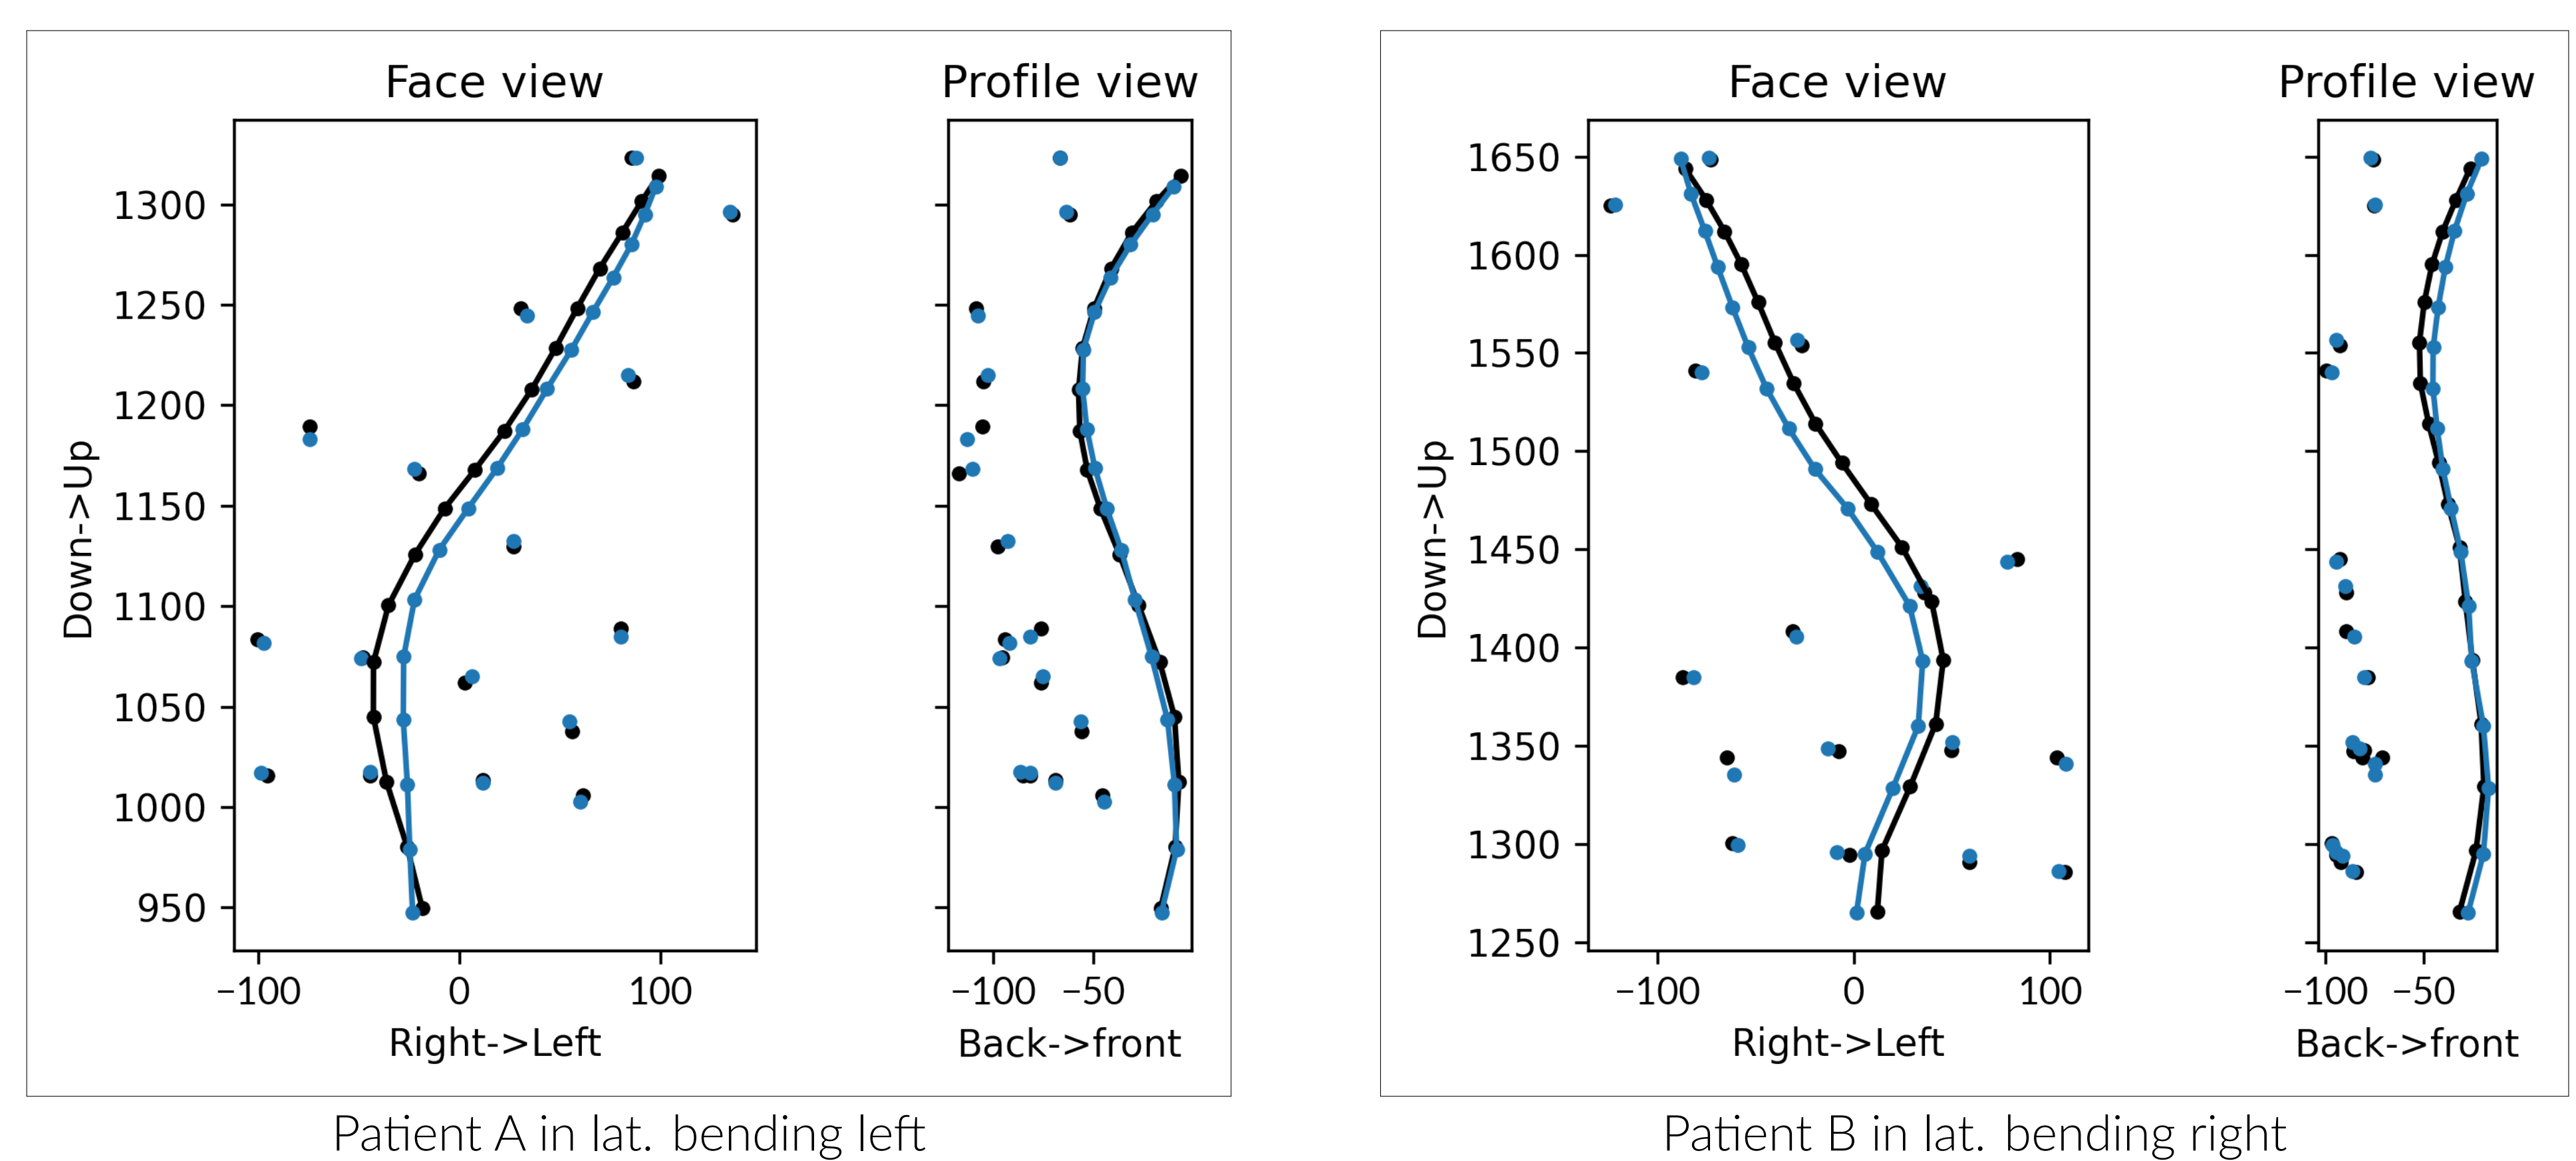 Face view
Profile view
1300
1250
1200
1150
1100
1050
1000
950
Down->Up
−100 0 100
−100 −50
Right->Left
Back->front
Patient A in lat. bending left
Face view
Profile view
1650
1600
1550
1500
1450
1400
1350
1300
1250
Down->Up
−100 0 100
−100 −50
Right->Left
Back->front
Patient B in lat. bending right